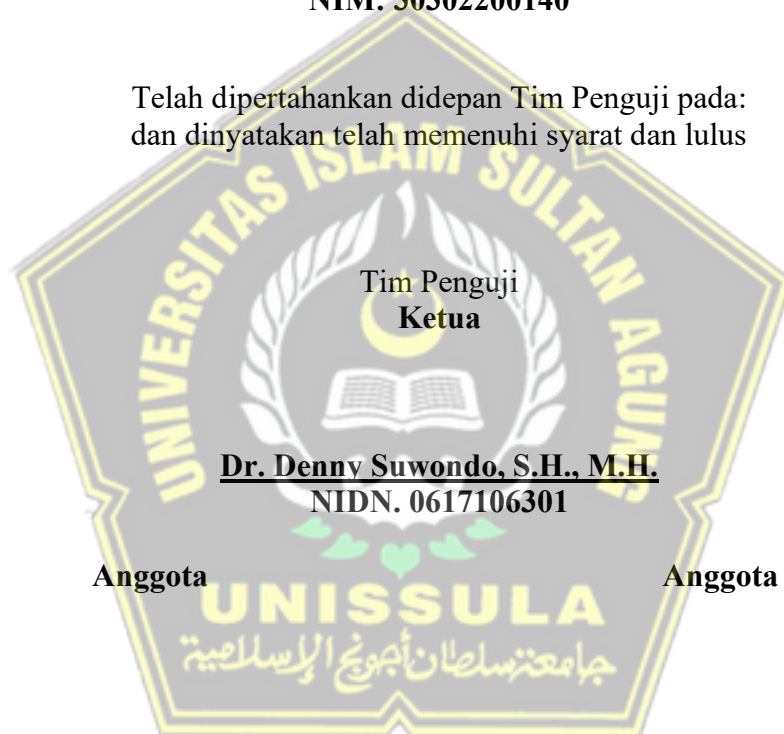 Telah dipertahankan didepan Tim Penguji pada:
dan dinyatakan telah memenuhi syarat dan lulus
UNIVERSITAS ISLAM SULTAN AGUNG
Tim Penguji
Ketua
Dr. Denny Suwondo, S.H., M.H.
NIDN. 0617106301
Anggota Anggota
UNISSULA
جامعة سلطان أجونج الإسلامية